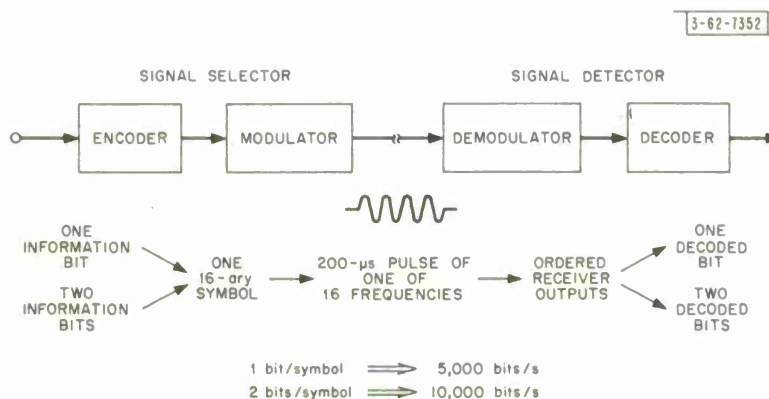 3-62-7352
SIGNAL SELECTOR
SIGNAL DETECTOR
ENCODER
MODULATOR
DEMODULATOR
DECODER
ONE
INFORMATION
BIT
TWO
INFORMATION
BITS
ONE
16-ary
SYMBOL
200-μs PULSE OF
ONE OF
16 FREQUENCIES
ORDERED
RECEIVER
OUTPUTS
ONE
DECODED
BIT
TWO
DECODED
BITS
1 bit/symbol ⟹ 5,000 bits/s
2 bits/symbol ⟹ 10,000 bits/s